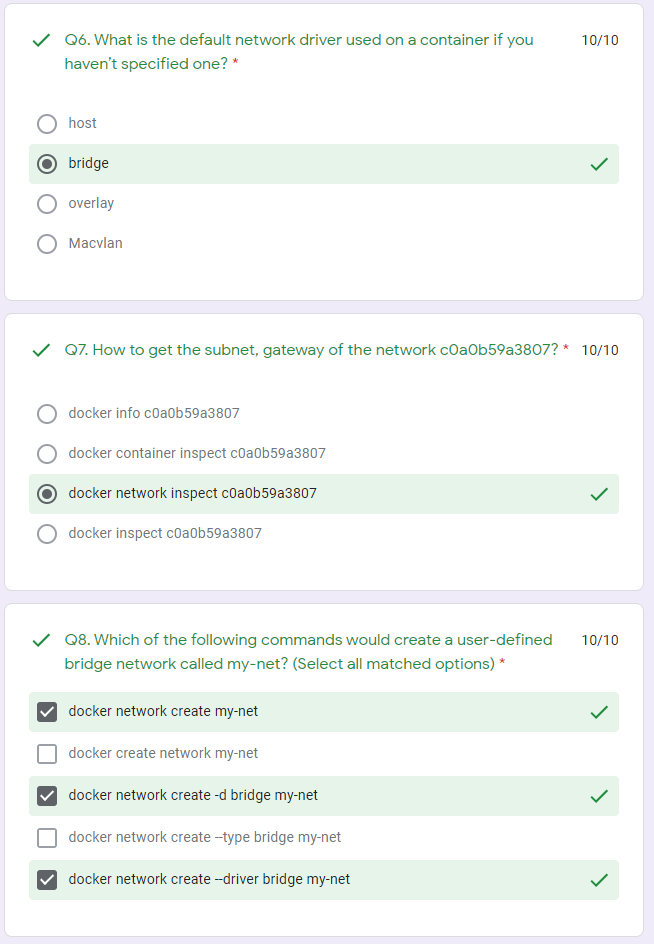 Q6. What is the default network driver used on a container if you 10/10
haven't specified one? *
host
bridge
overlay
Macvlan
Q7. How to get the subnet, gateway of the network c0a0b59a3807? * 10/10
docker info c0a0b59a3807
docker container inspect c0a0b59a3807
docker network inspect c0a0b59a3807
docker inspect c0a0b59a3807
Q8. Which of the following commands would create a user-defined 10/10
bridge network called my-net? (Select all matched options) *
docker network create my-net
docker create network my-net
docker network create -d bridge my-net
docker network create --type bridge my-net
docker network create --driver bridge my-net